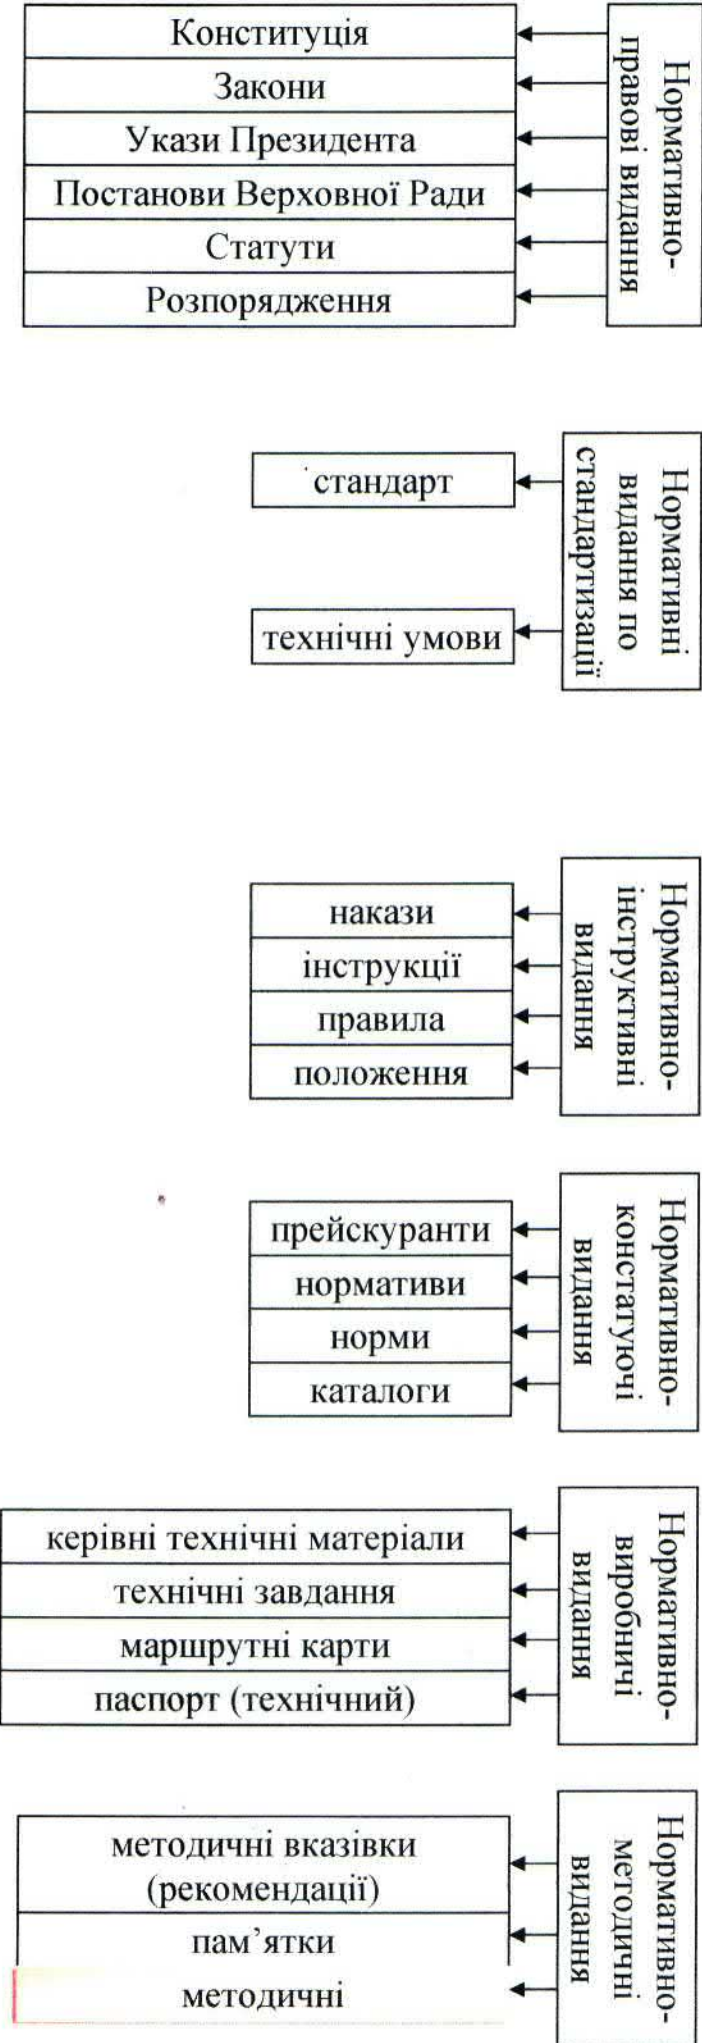 Нормативно-
правові видання
Конституція
Закони
Укази Президента
Постанови Верховної Ради
Статути
Розпорядження
Нормативні
видання по
стандартизації
стандарт
технічні умови
Нормативно-
інструктивні
видання
накази
інструкції
правила
положення
Нормативно-
констатуючі
видання
прейскуранти
нормативи
норми
каталоги
Нормативно-
виробничі
видання
керівні технічні матеріали
технічні завдання
маршрутні карти
паспорт (технічний)
Нормативно-
методичні
видання
методичні вказівки
(рекомендації)
пам’ятки
методичні